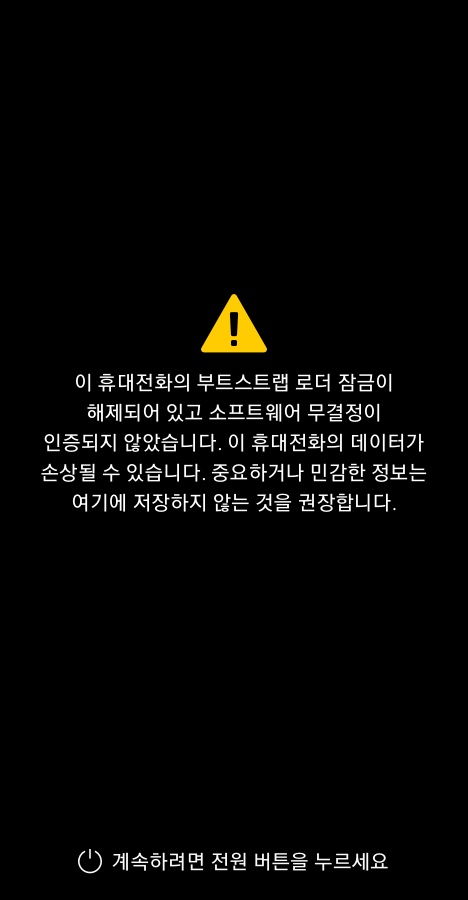 이 휴대전화의 부트스트랩 로더 잠금이
해제되어 있고 소프트웨어 무결정이
인증되지 않았습니다. 이 휴대전화의 데이터가
손상될 수 있습니다. 중요하거나 민감한 정보는
여기에 저장하지 않는 것을 권장합니다.
계속하려면 전원 버튼을 누르세요